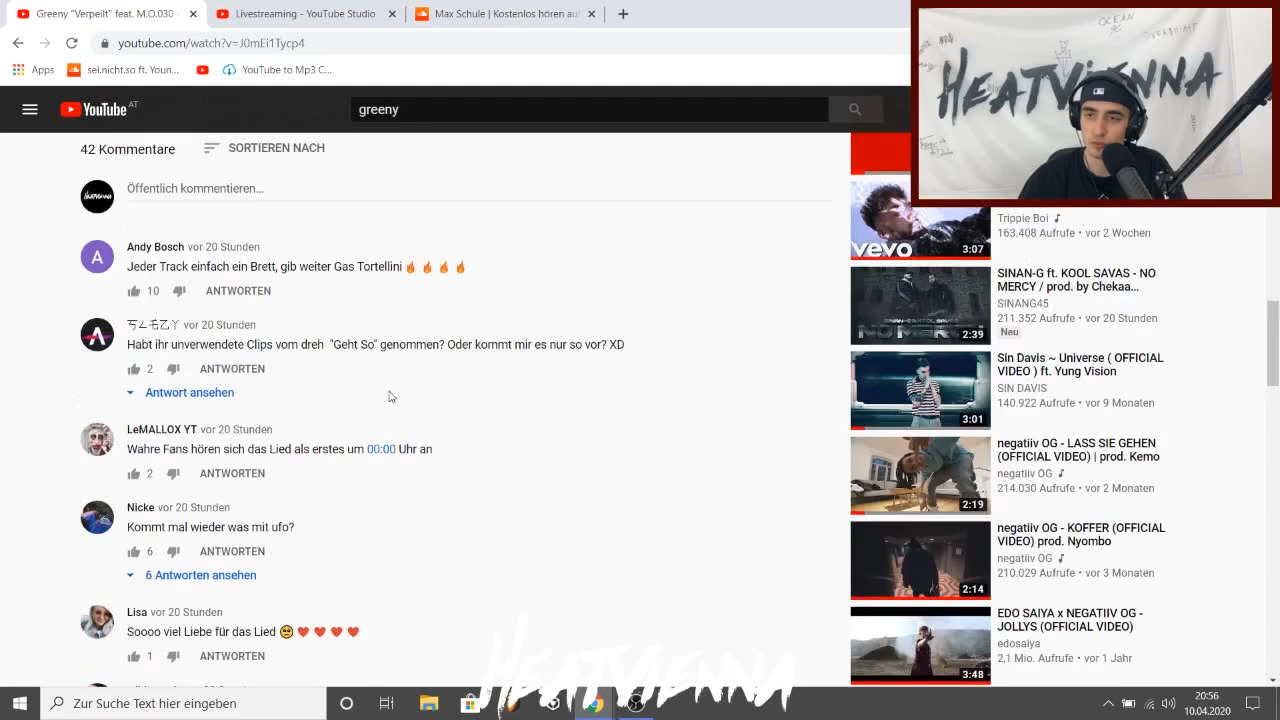 Greeny "Verpeilt" feat. M.O.030 -
Livestreaming - YouTube Studio
Max Schule | Kostenlos hören auf
youtube.com/watch?v=J0mEi1Tycp4
Apps
sei.nicht.so ft. Youn...
YouTube to Mp3 C...
YouTube AT
greeny
OCEAN
OVERSHIRT
HEATVIENNA
42 Kommentare
SORTIEREN NACH
HEATVIENNA
Öffentlich kommentieren...
A
Andy Bosch vor 20 Stunden
Jeder Track einfach ein Brett, gib weiter Gas Tortellini🔥 🔥 🔥 🔥
10 ANTWORTEN
vor 20 Stunden
Habt ihr unverwendete Clips vom dreh "Geht So" genommen? Oder kommt mir es nur so vor? XD
2 ANTWORTEN
Antwort ansehen
LeMALLOX YT vor 20 Stunden
Wahre Fans hören sich das Lied als erstes um 00:00 Uhr an
2 ANTWORTEN
Nicke vor 20 Stunden
Kommt mal wieder was mit ufo?
6 ANTWORTEN
6 Antworten ansehen
Lisa vor 20 Stunden
Soooo viel Liebe für das Lied 🥺❤️ ❤️ ❤️ ❤️
1 ANTWORTEN
vevo
3:07
Trippie Boi
163.408 Aufrufe • vor 2 Wochen
2:39
SINAN-G ft. KOOL SAVAS - NO
MERCY / prod. by Chekaa...
SINANG45
211.352 Aufrufe • vor 20 Stunden
Neu
3:01
Sin Davis ~ Universe ( OFFICIAL
VIDEO ) ft. Yung Vision
SIN DAVIS
140.922 Aufrufe • vor 9 Monaten
2:19
negatiiv OG - LASS SIE GEHEN
(OFFICIAL VIDEO) | prod. Kemo
negatiiv OG
214.030 Aufrufe • vor 2 Monaten
2:14
negatiiv OG - KOFFER (OFFICIAL
VIDEO) prod. Nyombo
negatiiv OG
210.029 Aufrufe • vor 3 Monaten
3:48
EDO SAIYA x NEGATIIV OG -
JOLLYS (OFFICIAL VIDEO)
edosaiya
2,1 Mio. Aufrufe • vor 1 Jahr
HEATVIENNA
Zur Suche Text hier eingeben
20:56
10.04.2020